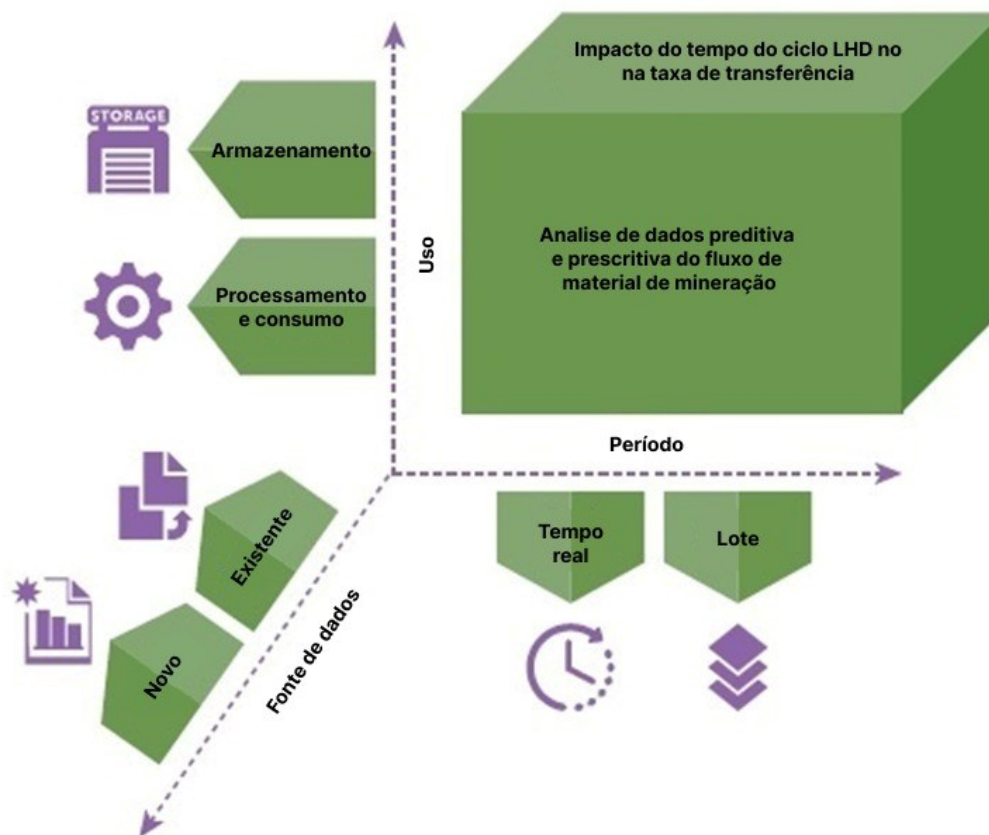 Impacto do tempo do ciclo LHD no
na taxa de transferência
STORAGE
Armazenamento
Uso
Analise de dados preditiva
e prescritiva do fluxo de
material de mineração
Processamento
e consumo
Período
Existente
Tempo
real
Lote
Fonte de dados
Novo